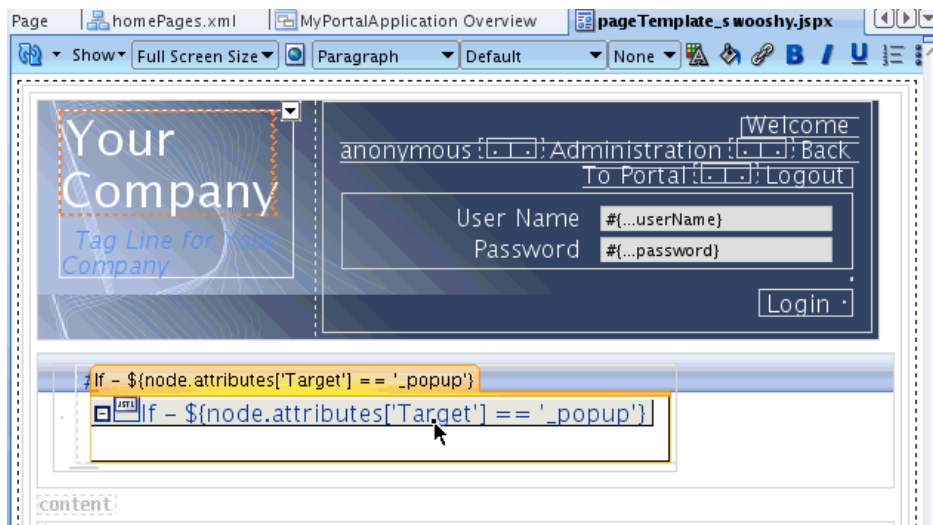 Page homePages.xml MyPortalApplication Overview pageTemplate_swooshy.jspx
Show Full Screen Size Paragraph Default None B I U
Your
Company
Tag Line for Your
Company
Welcome
anonymous Administration Back
To Portal Logout
User Name #{...userName}
Password #{...password}
Login
#
If - ${node.attributes['Target'] == '_popup'}
JSTL If - ${node.attributes['Target'] == '_popup'}
content